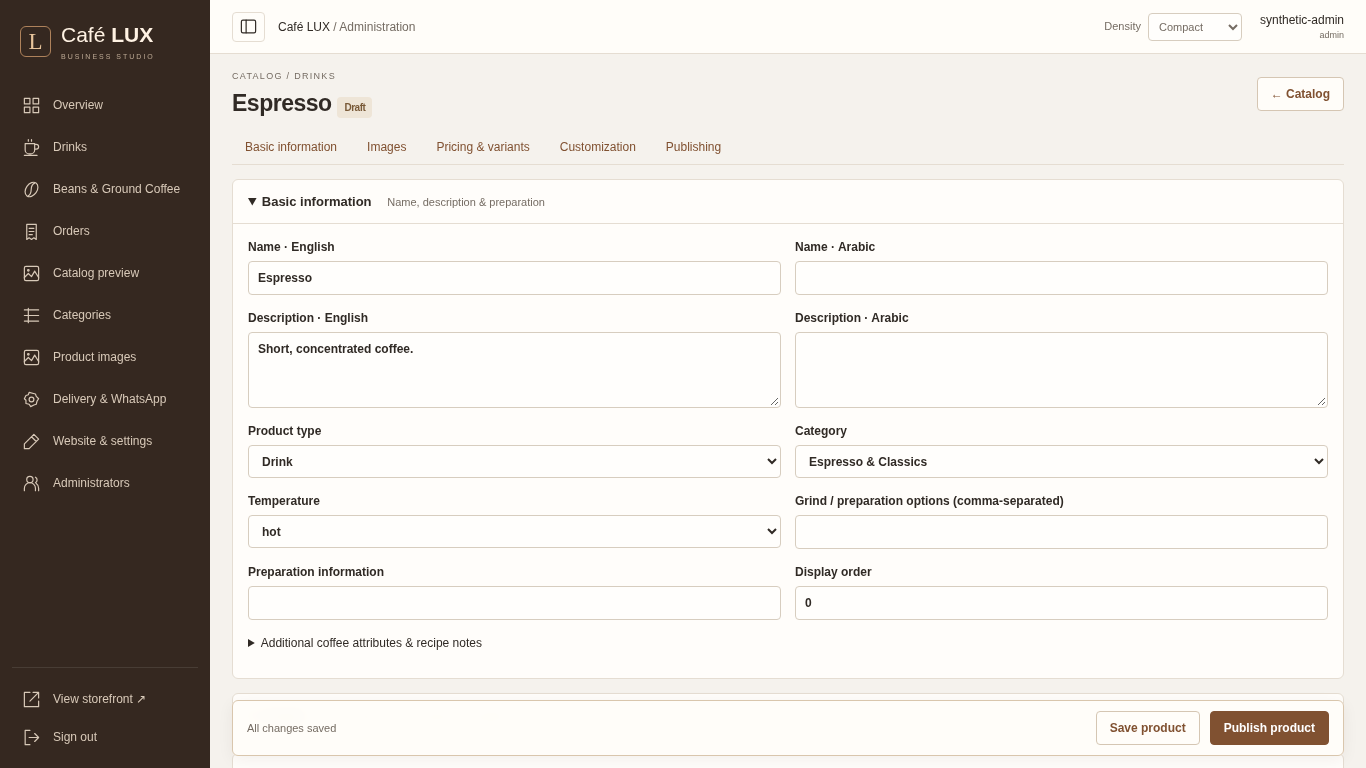 L
Café LUX
BUSINESS STUDIO
Overview
Drinks
Beans & Ground Coffee
Orders
Catalog preview
Categories
Product images
Delivery & WhatsApp
Website & settings
Administrators
View storefront ↗
Sign out
Café LUX / Administration
Density
Compact
synthetic-admin
admin
CATALOG / DRINKS
Espresso
Draft
← Catalog
Basic information
Images
Pricing & variants
Customization
Publishing
▼ Basic information
Name, description & preparation
Name · English
Name · Arabic
Espresso
Description · English
Description · Arabic
Short, concentrated coffee.
Product type
Category
Drink
Espresso & Classics
Temperature
Grind / preparation options (comma-separated)
hot
Preparation information
Display order
0
▶ Additional coffee attributes & recipe notes
All changes saved
Save product
Publish product